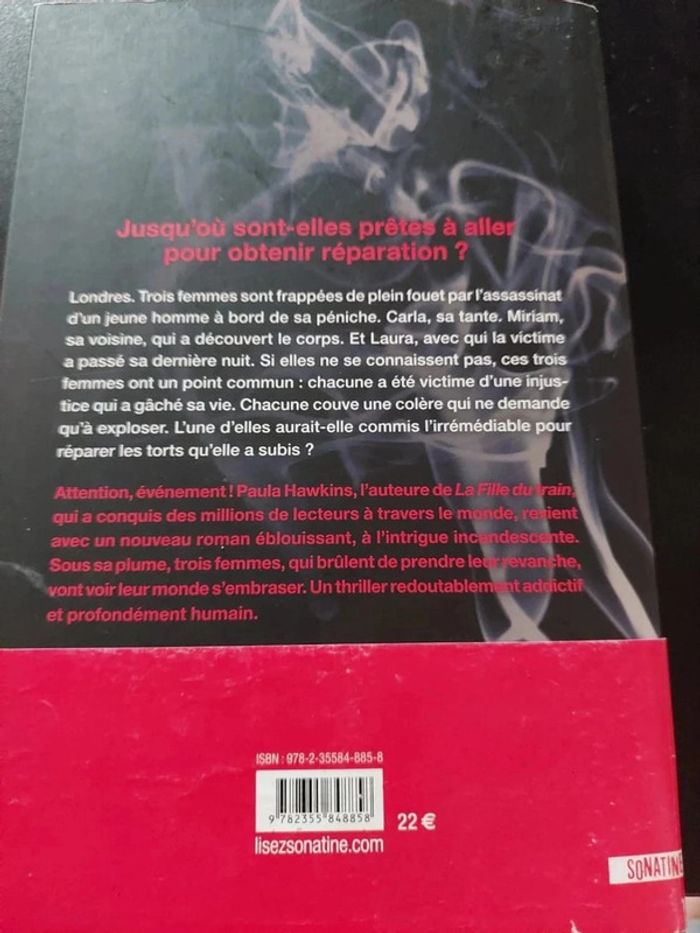 Jusqu'où sont-elles prêtes à aller
pour obtenir réparation ?
Londres. Trois femmes sont frappées de plein fouet par l'assassinat
d'un jeune homme à bord de sa péniche. Carla, sa tante. Miriam,
sa voisine, qui a découvert le corps. Et Laura, avec qui la victime
a passé sa dernière nuit. Si elles ne se connaissent pas, ces trois
femmes ont un point commun : chacune a été victime d'une injus-
tice qui a gâché sa vie. Chacune couve une colère qui ne demande
qu'à exploser. L'une d'elles aurait-elle commis l'irrémédiable pour
réparer les torts qu'elle a subis ?
Attention, événement ! Paula Hawkins, l'auteure de La Fille du train,
qui a conquis des millions de lecteurs à travers le monde, revient
avec un nouveau roman éblouissant, à l'intrigue incandescente.
Sous sa plume, trois femmes, qui brûlent de prendre leur revanche,
vont voir leur monde s'embraser. Un thriller redoutablement addictif
et profondément humain.
ISBN : 978-2-35584-885-8
9 782355 848858
22 €
lisezsonatine.com
SONATINE